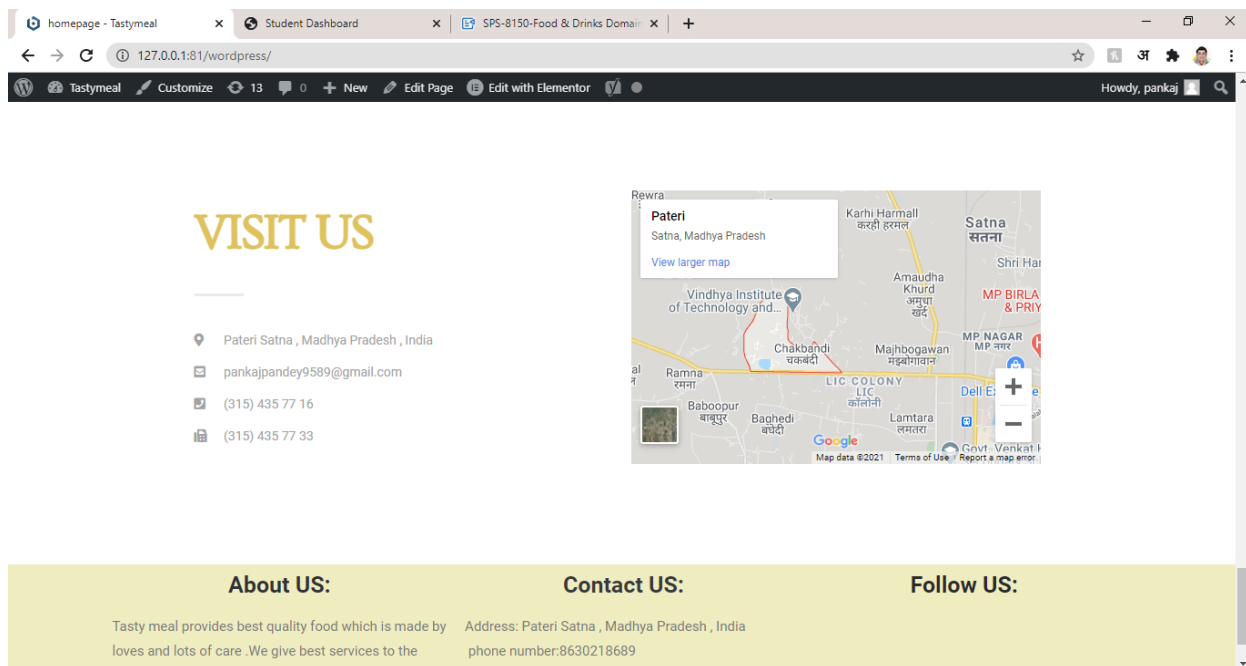 homepage - Tastymeal
Student Dashboard
SPS-8150-Food & Drinks Domain
127.0.0.1:81/wordpress/
अ
Tastymeal Customize 13 0 New Edit Page Edit with Elementor
Howdy, pankaj
VISIT US
Pateri Satna , Madhya Pradesh , India
pankajpandey9589@gmail.com
(315) 435 77 16
(315) 435 77 33
Rewra
Pateri
Satna, Madhya Pradesh
View larger map
Karhi Harmall
करही हरमल
Satna
सतना
Shri Har
Amaudha
Khurd
अमुधा
खुर्द
MP BIRLA
& PRIY
Vindhya Institute
of Technology and...
Chakbandi
चकबंदी
Majhbogawan
मझबोगावान
MP NAGAR
MP नगर
al
Ramna
रमना
LIC COLONY
LIC
कॉलोनी
Dell E
e
Baboopur
बाबूपुर
Baghedi
बघेदी
Lamtara
लमतरा
Google
Govt. Venkat
Map data ©2021 Terms of Use Report a map error
About US:
Tasty meal provides best quality food which is made by
loves and lots of care .We give best services to the
Contact US:
Address: Pateri Satna , Madhya Pradesh , India
phone number:8630218689
Follow US: